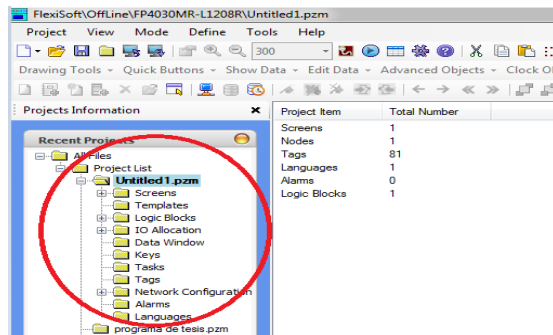 FlexiSoft\OffLine\FP4030MR-L1208R\Untitled1.pzm
Project View Mode Define Tools Help
300
Drawing Tools Quick Buttons Show Data Edit Data Advanced Objects Clock
Projects Information
Project Item Total Number
Recent Projects
Screens 1
Nodes 1
Tags 81
Languages 1
Alarms 0
Logic Blocks 1
All Files
Project List
Untitled1.pzm
Screens
Templates
Logic Blocks
IO Allocation
Data Window
Keys
Tasks
Tags
Network Configuration
Alarms
Languages
programa de tesis.pzm